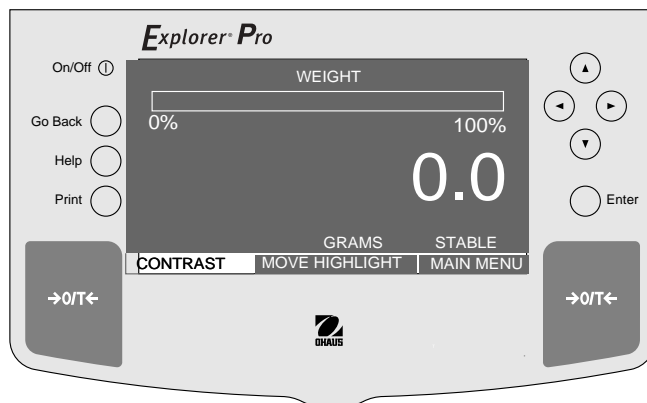 Explorer® Pro
On/Off
WEIGHT
Go Back
0% 100%
Help
0.0
Print
Enter
GRAMS STABLE
CONTRAST MOVE HIGHLIGHT MAIN MENU
→0/T← →0/T←
OHAUS